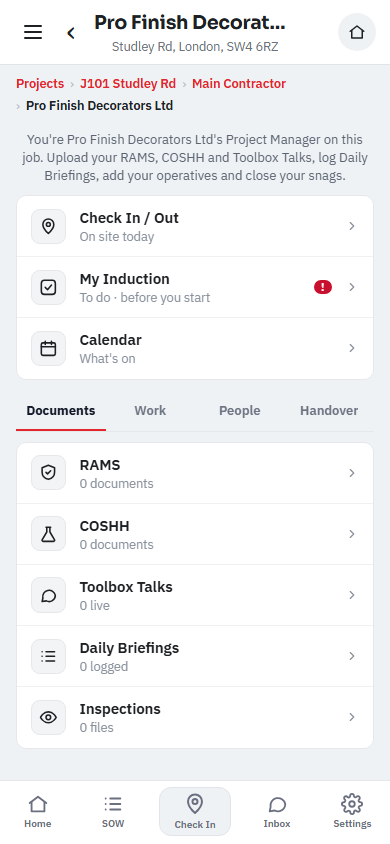 Pro Finish Decorat...
Studley Rd, London, SW4 6RZ
Projects › J101 Studley Rd › Main Contractor
› Pro Finish Decorators Ltd
You're Pro Finish Decorators Ltd's Project Manager on this
job. Upload your RAMS, COSHH and Toolbox Talks, log Daily
Briefings, add your operatives and close your snags.
Check In / Out
On site today
My Induction
To do · before you start
!
Calendar
What's on
Documents Work People Handover
RAMS
0 documents
COSHH
0 documents
Toolbox Talks
0 live
Daily Briefings
0 logged
Inspections
0 files
Home SOW Check In Inbox Settings